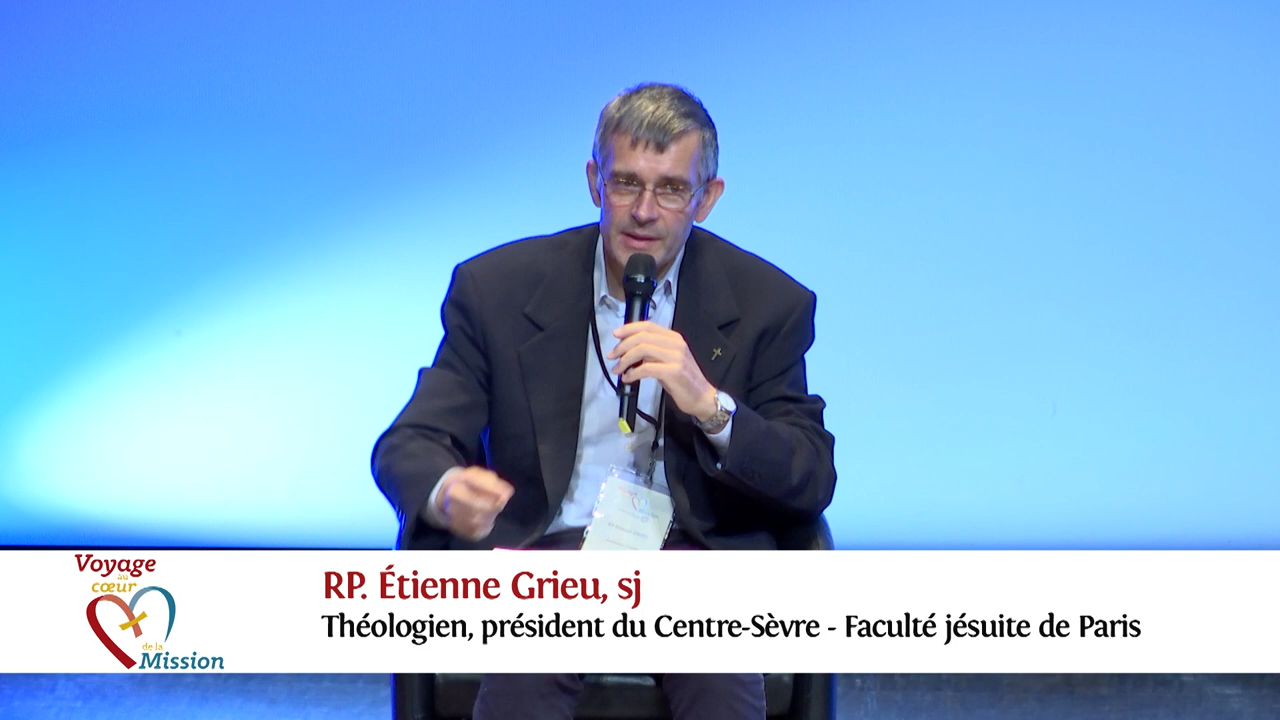 Voyage
au
cœur
de la
Mission
RP. Étienne Grieu, sj
Théologien, président du Centre-Sèvre - Faculté jésuite de Paris